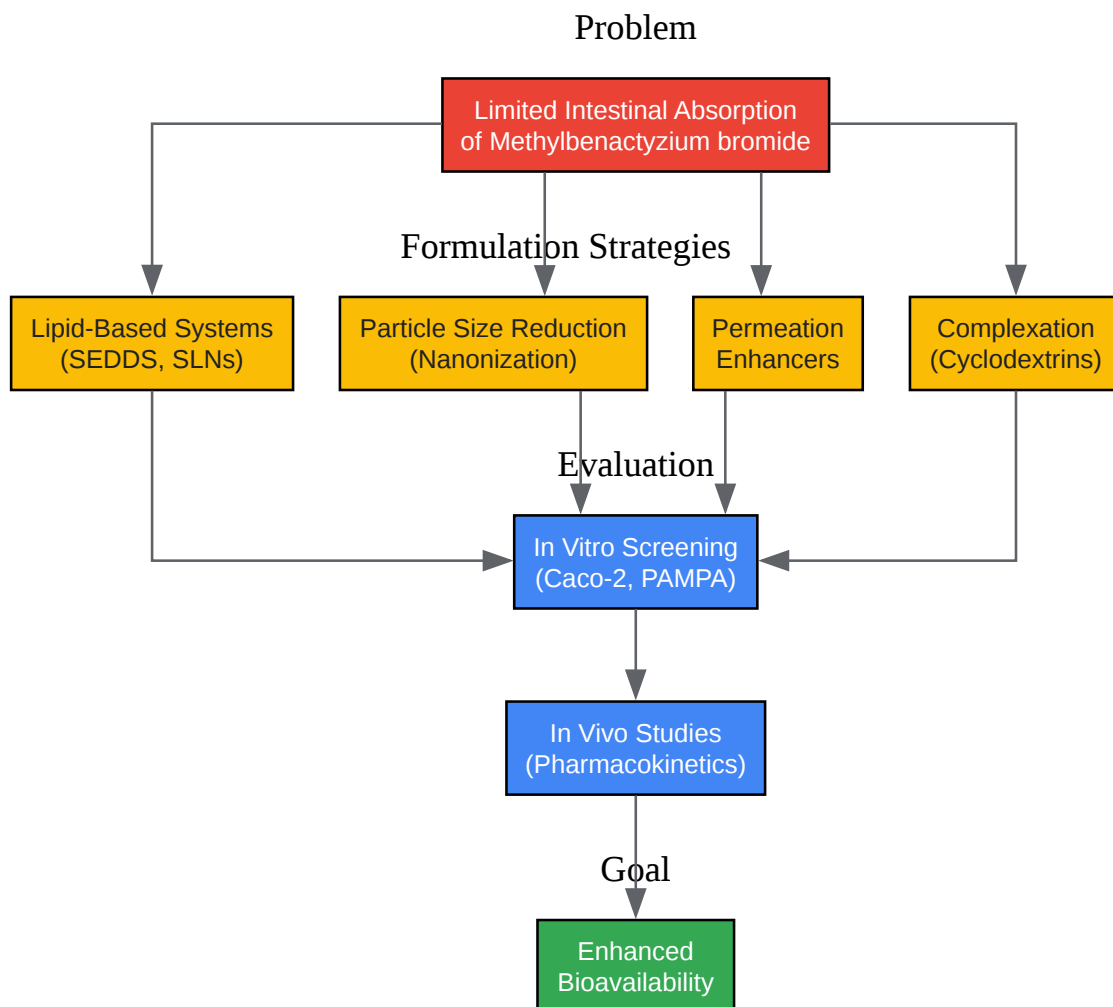 Problem
Limited Intestinal Absorption
of Methylbenactyzium bromide
Formulation Strategies
Lipid-Based Systems
(SEDDS, SLNs)
Particle Size Reduction
(Nanonization)
Permeation
Enhancers
Complexation
(Cyclodextrins)
Evaluation
In Vitro Screening
(Caco-2, PAMPA)
In Vivo Studies
(Pharmacokinetics)
Goal
Enhanced
Bioavailability